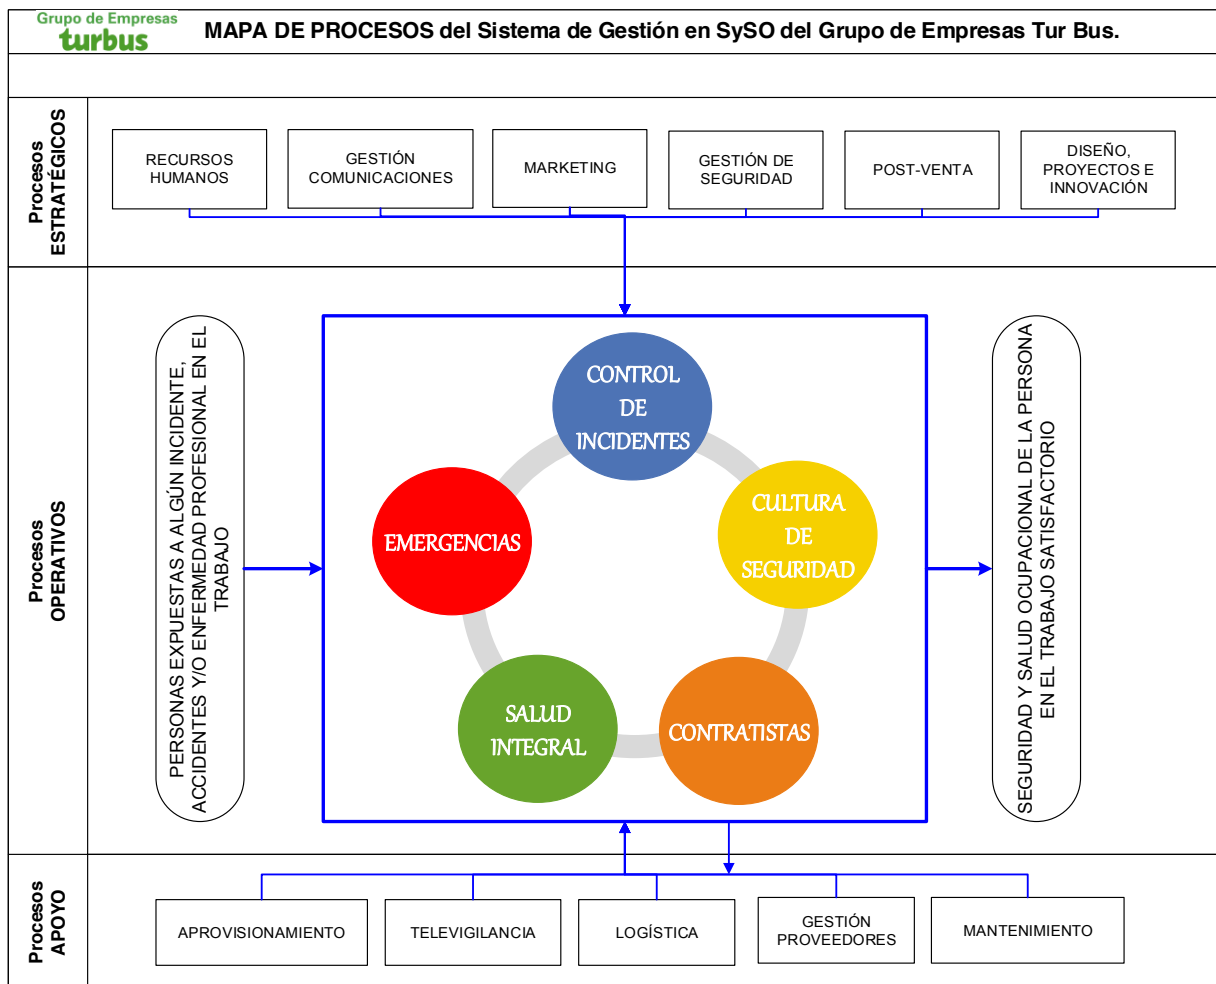 Grupo de Empresas
turbus
MAPA DE PROCESOS del Sistema de Gestión en SySO del Grupo de Empresas Tur Bus.
Procesos
ESTRATÉGICOS
RECURSOS
HUMANOS
GESTIÓN
COMUNICACIONES
MARKETING
GESTIÓN DE
SEGURIDAD
POST-VENTA
DISEÑO,
PROYECTOS E
INNOVACIÓN
Procesos
OPERATIVOS
PERSONAS EXPUESTAS A ALGÚN INCIDENTE,
ACCIDENTES Y/O ENFERMEDAD PROFESIONAL EN EL
TRABAJO
CONTROL
DE
INCIDENTES
EMERGENCIAS
CULTURA
DE
SEGURIDAD
SALUD
INTEGRAL
CONTRATISTAS
SEGURIDAD Y SALUD OCUPACIONAL DE LA PERSONA
EN EL TRABAJO SATISFACTORIO
Procesos
APOYO
APROVISIONAMIENTO
TELEVIGILANCIA
LOGÍSTICA
GESTIÓN
PROVEEDORES
MANTENIMIENTO